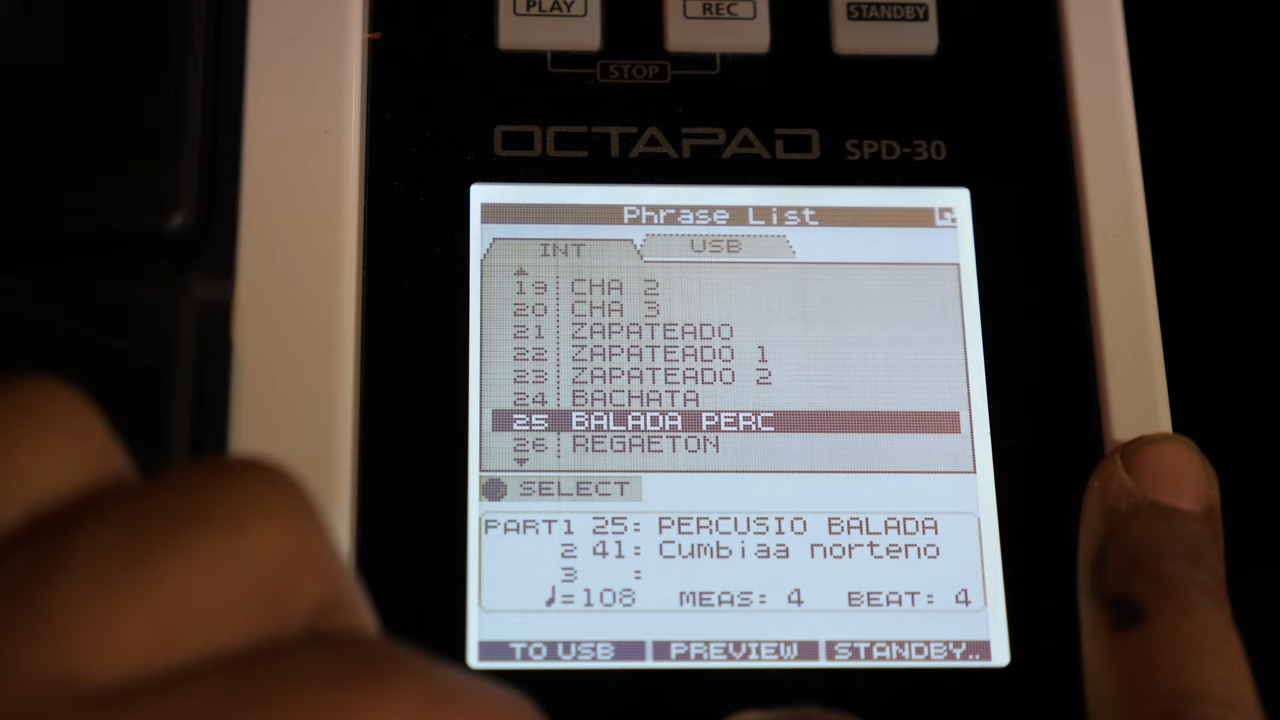 PLAY REC STANDBY
STOP
OCTAPAD SPD-30
Phrase List
INT USB
19 CHA 2
20 CHA 3
21 ZAPATEADO
22 ZAPATEADO 1
23 ZAPATEADO 2
24 BACHATA
25 BALADA PERC
26 REGAETON
SELECT
PART1 25: PERCUSIO BALADA
2 41: Cumbiaa norteno
3 :
♩=108 MEAS: 4 BEAT: 4
TO USB PREVIEW STANDBY..